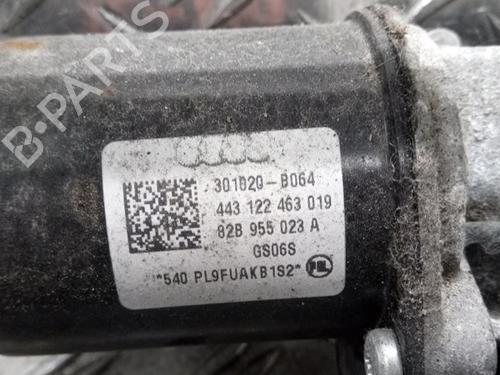 B-PARTS
301020-B064
443 122 463 019
82B 955 023 A
GS06S
*540 PL9FUAKB1S2*